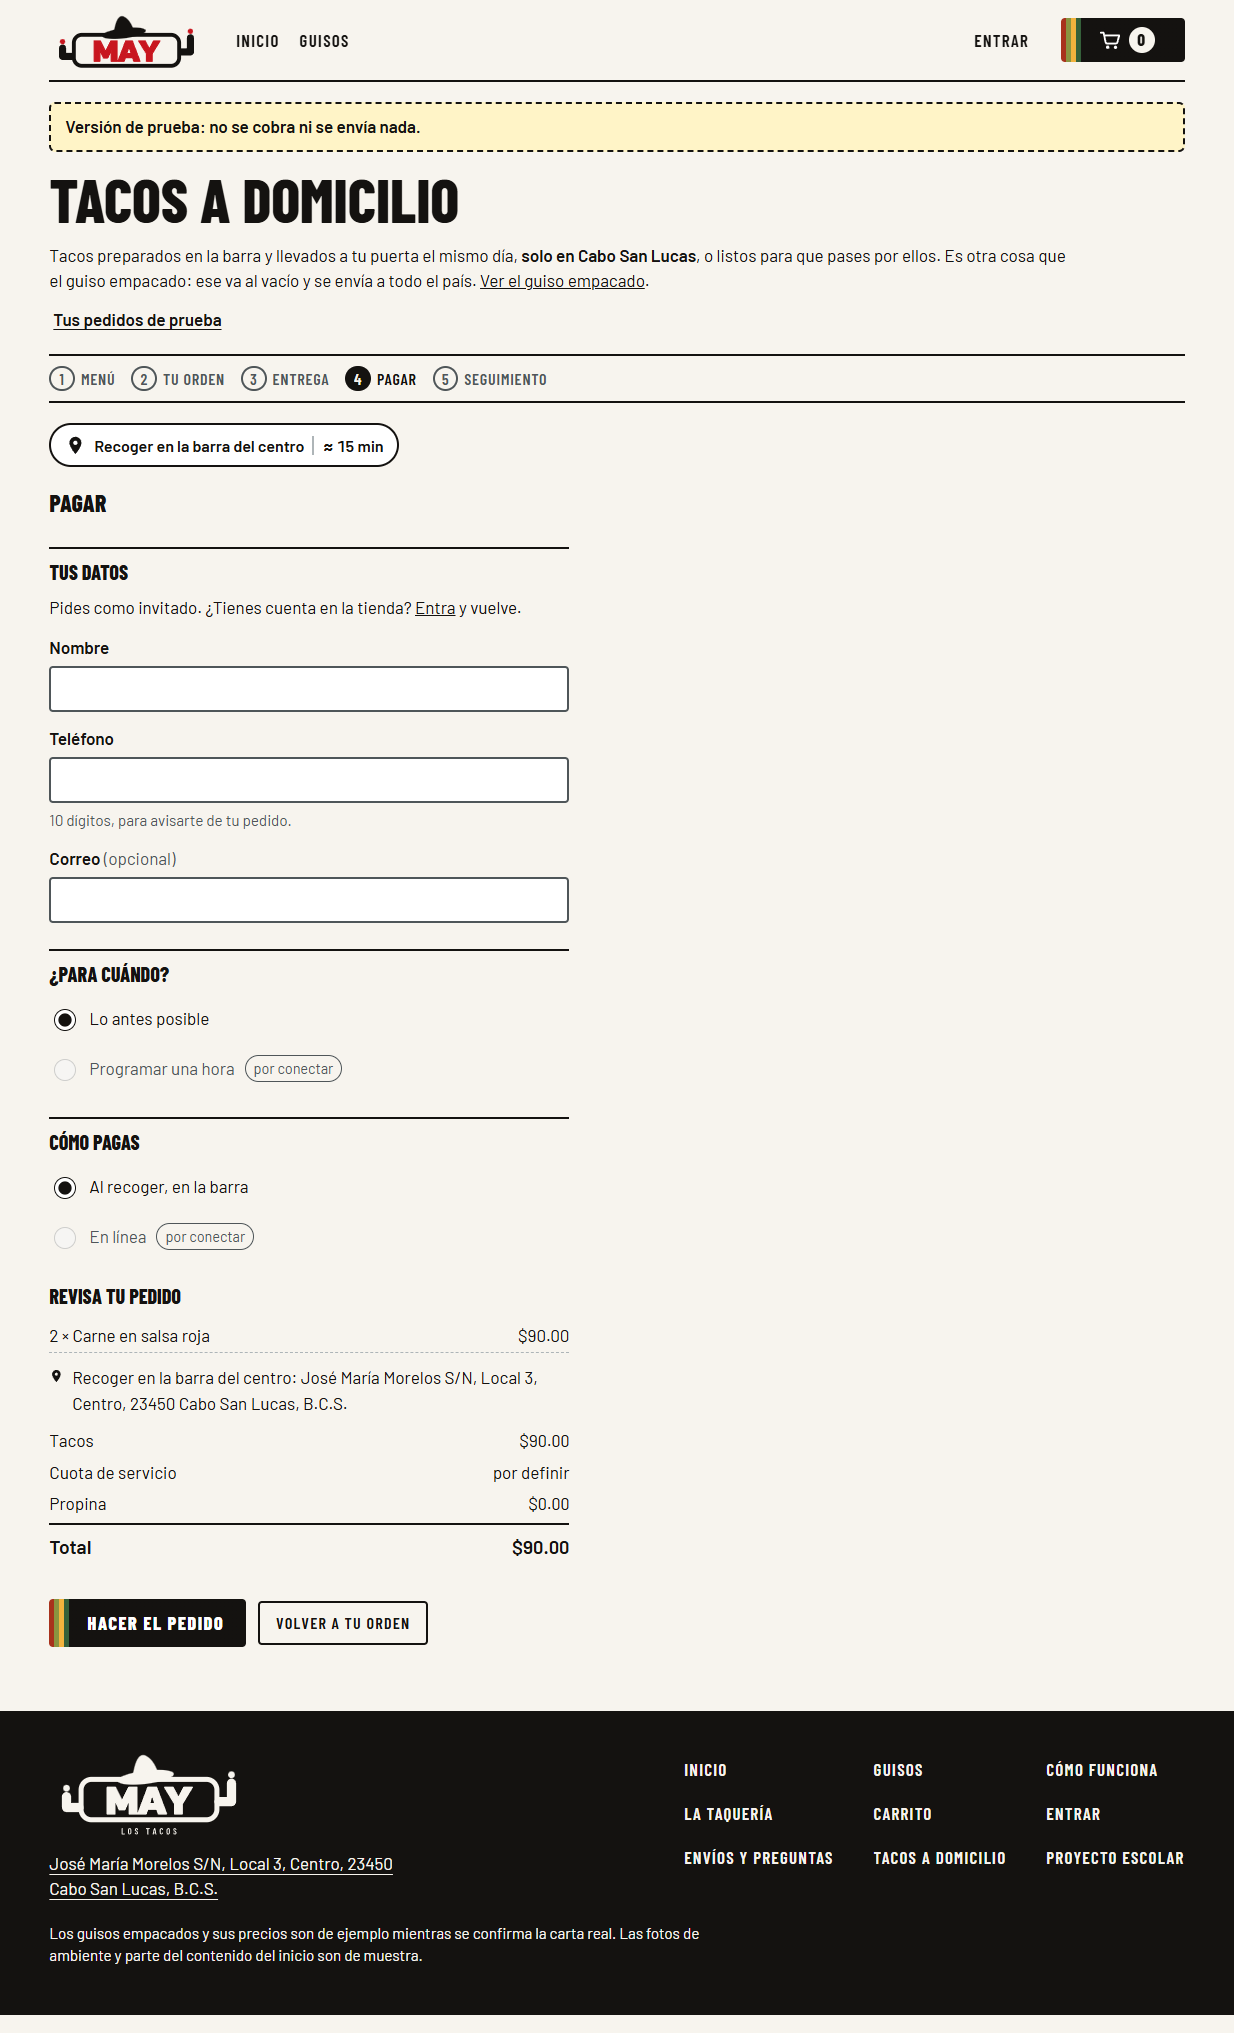 MAY
INICIO GUISOS ENTRAR 0
Versión de prueba: no se cobra ni se envía nada.
TACOS A DOMICILIO
Tacos preparados en la barra y llevados a tu puerta el mismo día, solo en Cabo San Lucas, o listos para que pases por ellos. Es otra cosa que
el guiso empacado: ese va al vacío y se envía a todo el país. Ver el guiso empacado.
Tus pedidos de prueba
1 MENÚ 2 TU ORDEN 3 ENTREGA 4 PAGAR 5 SEGUIMIENTO
Recoger en la barra del centro ≈ 15 min
PAGAR
TUS DATOS
Pides como invitado. ¿Tienes cuenta en la tienda? Entra y vuelve.
Nombre
Teléfono
10 dígitos, para avisarte de tu pedido.
Correo (opcional)
¿PARA CUÁNDO?
Lo antes posible
Programar una hora por conectar
CÓMO PAGAS
Al recoger, en la barra
En línea por conectar
REVISA TU PEDIDO
2 × Carne en salsa roja $90.00
Recoger en la barra del centro: José María Morelos S/N, Local 3,
Centro, 23450 Cabo San Lucas, B.C.S.
Tacos $90.00
Cuota de servicio por definir
Propina $0.00
Total $90.00
HACER EL PEDIDO VOLVER A TU ORDEN
MAY
LOS TACOS
José María Morelos S/N, Local 3, Centro, 23450
Cabo San Lucas, B.C.S.
INICIO GUISOS CÓMO FUNCIONA
LA TAQUERÍA CARRITO ENTRAR
ENVÍOS Y PREGUNTAS TACOS A DOMICILIO PROYECTO ESCOLAR
Los guisos empacados y sus precios son de ejemplo mientras se confirma la carta real. Las fotos de
ambiente y parte del contenido del inicio son de muestra.